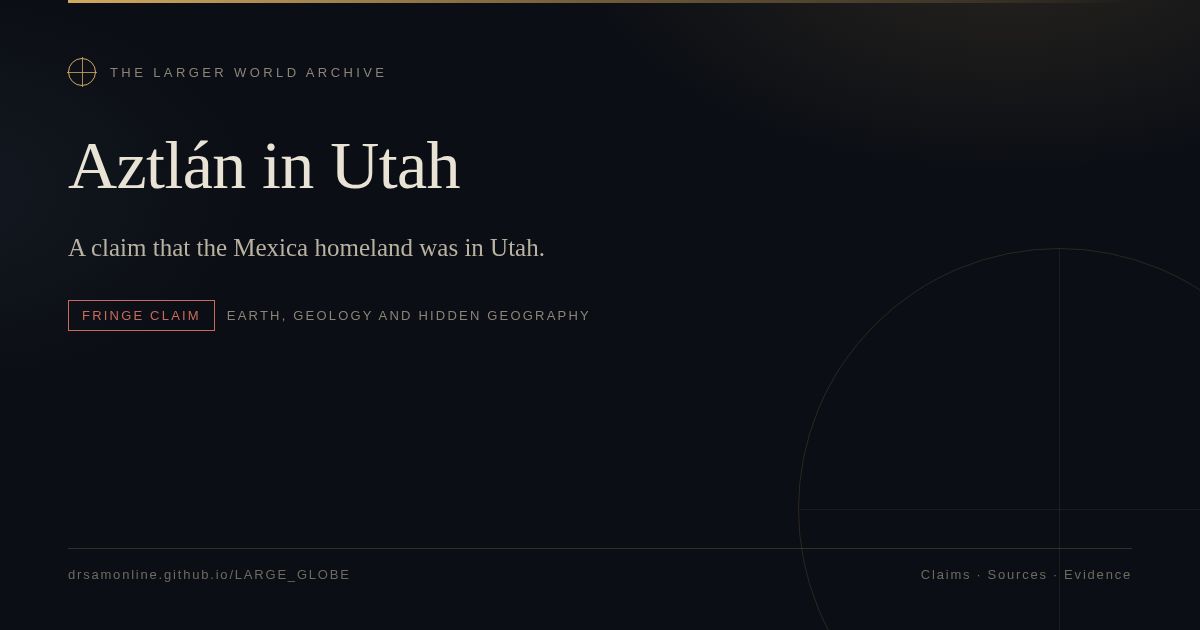 THE LARGER WORLD ARCHIVE
Aztlán in Utah
A claim that the Mexica homeland was in Utah.
FRINGE CLAIM EARTH, GEOLOGY AND HIDDEN GEOGRAPHY
drsamonline.github.io/LARGE_GLOBE Claims · Sources · Evidence